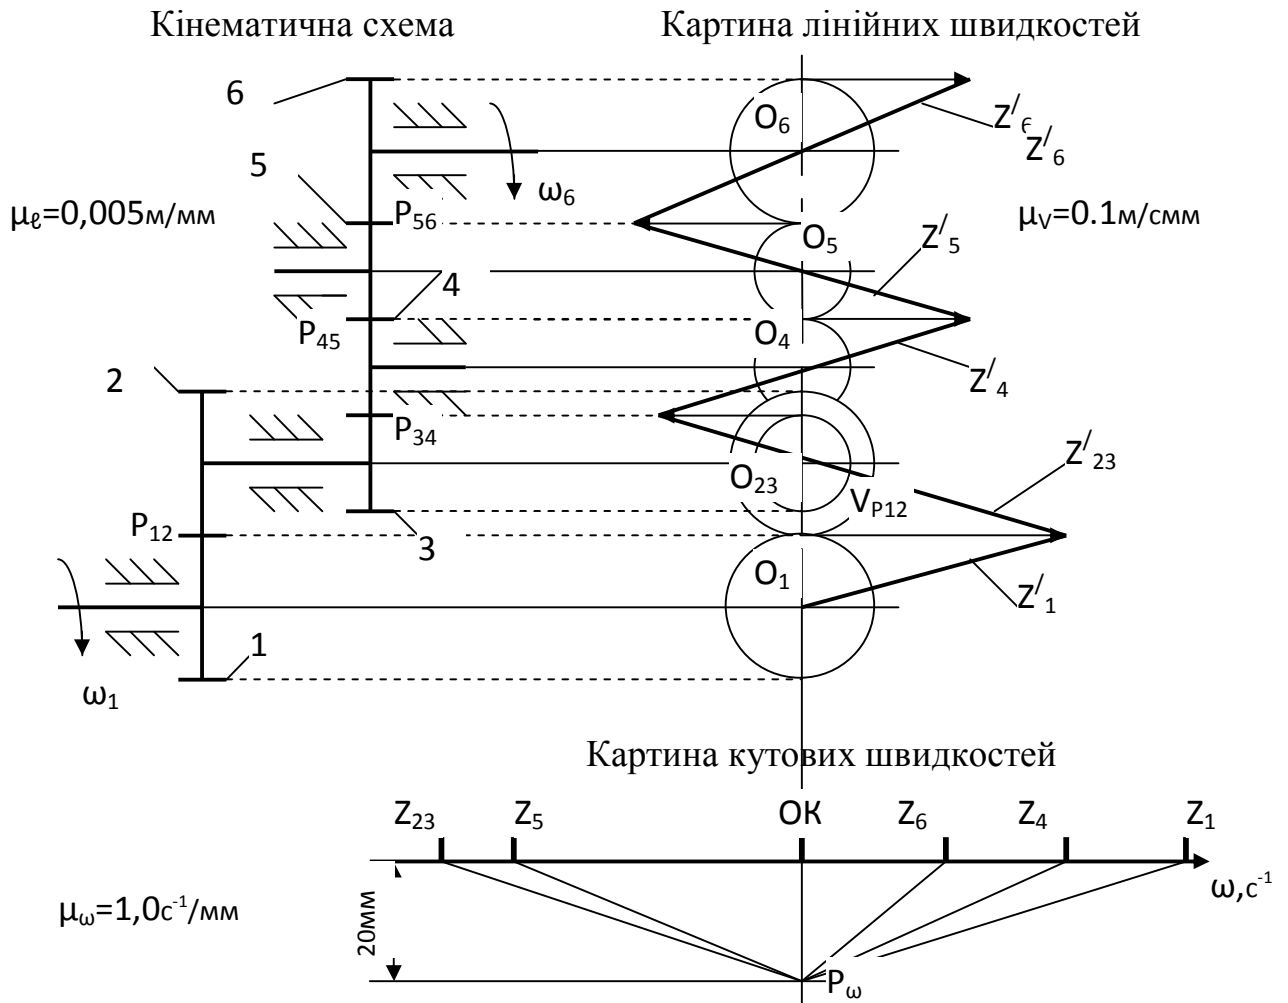 Кінематична схема
Картина лінійних швидкостей
6
O6
Z/6
Z/6
5
P56
ω6
μℓ=0,005м/мм
μV=0.1м/смм
O5
Z/5
4
P45
O4
2
Z/4
P34
O23
Z/23
VP12
P12
3
O1
Z/1
1
ω1
Картина кутових швидкостей
Z23 Z5 ОК Z6 Z4 Z1
ω,с-1
μω=1,0с-1/мм
20мм
Pω